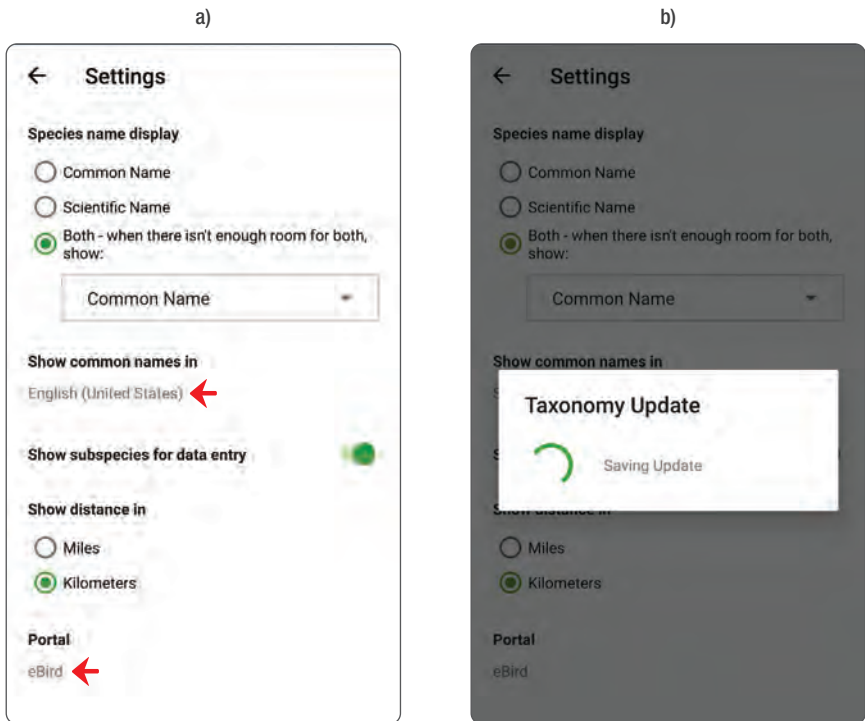 a)
Settings
Species name display
Common Name
Scientific Name
Both - when there isn't enough room for both,
show:
Common Name
Show common names in
English (United States)
Show subspecies for data entry
Show distance in
Miles
Kilometers
Portal
eBird
b)
Settings
Species name display
Common Name
Scientific Name
Both - when there isn't enough room for both,
show:
Common Name
Show common names in
Taxonomy Update
Saving Update
Show distance in
Miles
Kilometers
Portal
eBird